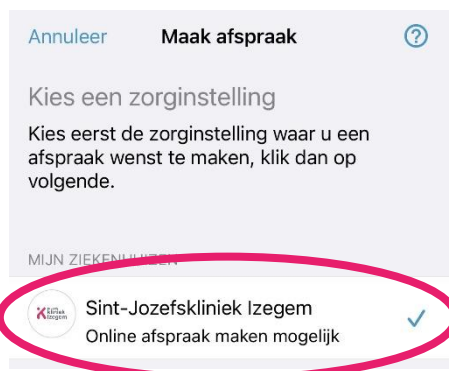 Annuleer Maak afspraak ?
Kies een zorginstelling
Kies eerst de zorginstelling waar u een
afspraak wenst te maken, klik dan op
volgende.
MIJN ZIEKENHUIZEN
Sint-Jozefskliniek Izegem
Online afspraak maken mogelijk